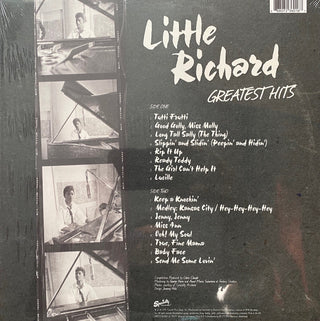 Little
Richard
GREATEST HITS
SIDE ONE
Tutti Frutti
Good Golly, Miss Molly
Long Tall Sally (The Thing)
Slippin' and Slidin' (Peepin' and Hidin')
Rip It Up
Ready Teddy
The Girl Can't Help It
Lucille
SIDE TWO
Keep a Knockin'
Medley: Kansas City / Hey-Hey-Hey-Hey
Jenny, Jenny
Miss Ann
Ooh! My Soul
True, Fine Mama
Baby Face
Send Me Some Lovin'
Specialty